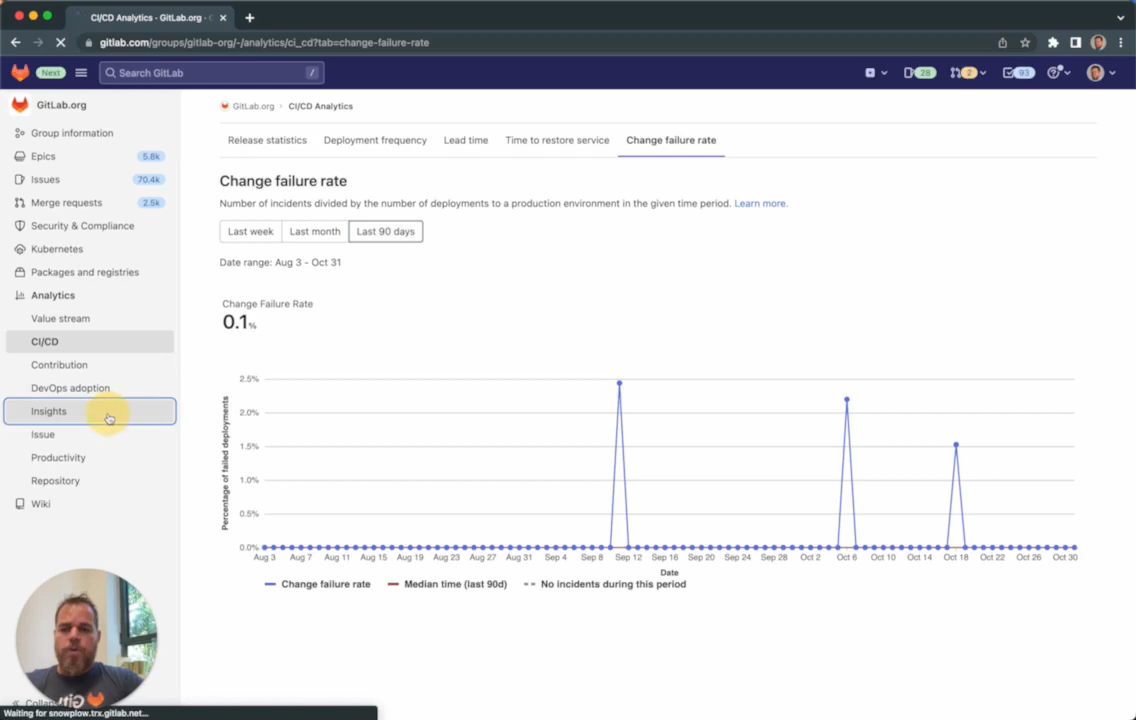 CI/CD Analytics · GitLab.org ·
gitlab.com/groups/gitlab-org/-/analytics/ci_cd?tab=change-failure-rate
Next
Search GitLab
/
28
2
93
GitLab.org
Group information
Epics 5.8k
Issues 70.4k
Merge requests 2.5k
Security & Compliance
Kubernetes
Packages and registries
Analytics
Value stream
CI/CD
Contribution
DevOps adoption
Insights
Issue
Productivity
Repository
Wiki
GitLab.org › CI/CD Analytics
Release statistics Deployment frequency Lead time Time to restore service Change failure rate
Change failure rate
Number of incidents divided by the number of deployments to a production environment in the given time period. Learn more.
Last week Last month Last 90 days
Date range: Aug 3 - Oct 31
Change Failure Rate
0.1%
Percentage of failed deployments
2.5%
2.0%
1.5%
1.0%
0.5%
0.0%
Aug 3 Aug 7 Aug 11 Aug 15 Aug 19 Aug 23 Aug 27 Aug 31 Sep 4 Sep 8 Sep 12 Sep 16 Sep 20 Sep 24 Sep 28 Oct 2 Oct 6 Oct 10 Oct 14 Oct 18 Oct 22 Oct 26 Oct 30
Date
Change failure rate Median time (last 90d) No incidents during this period
Waiting for snowplow.trx.gitlab.net...